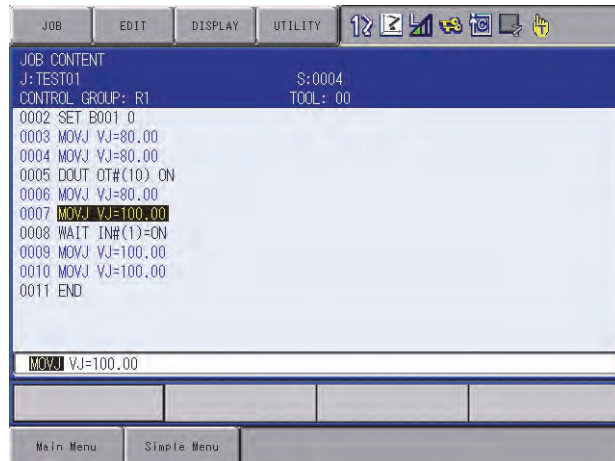 JOB EDIT DISPLAY UTILITY
JOB CONTENT
J:TEST01 S:0004
CONTROL GROUP: R1 TOOL: 00
0002 SET B001 0
0003 MOVJ VJ=80.00
0004 MOVJ VJ=80.00
0005 DOUT OT#(10) ON
0006 MOVJ VJ=80.00
0007 MOVJ VJ=100.00
0008 WAIT IN#(1)=ON
0009 MOVJ VJ=100.00
0010 MOVJ VJ=100.00
0011 END
MOVJ VJ=100.00
Main Menu Simple Menu